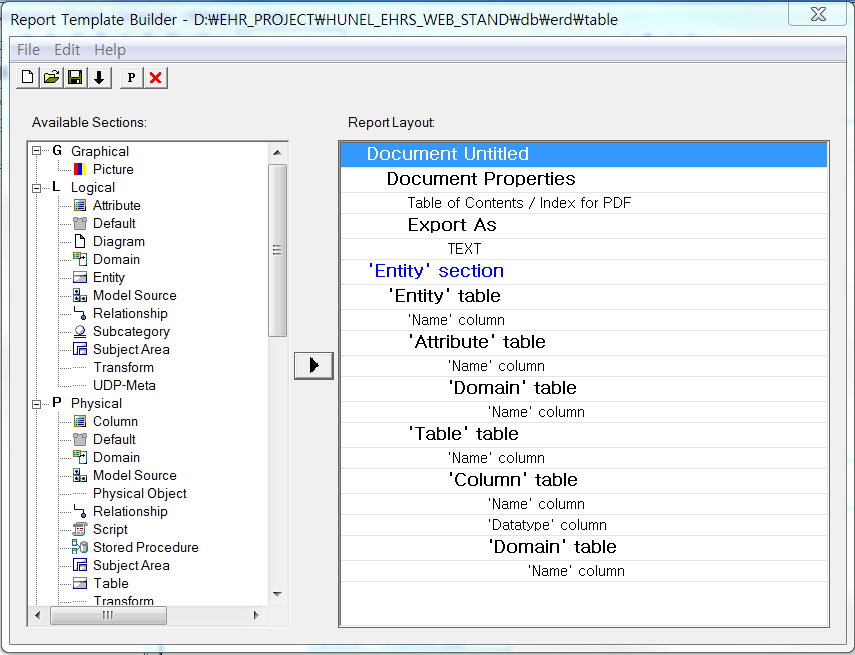 Report Template Builder - D:₩EHR_PROJECT₩HUNEL_EHRS_WEB_STAND₩db₩erd₩table
File Edit Help
P
Available Sections:
G Graphical
Picture
L Logical
Attribute
Default
Diagram
Domain
Entity
Model Source
Relationship
Subcategory
Subject Area
Transform
UDP-Meta
P Physical
Column
Default
Domain
Model Source
Physical Object
Relationship
Script
Stored Procedure
Subject Area
Table
Transform
Report Layout:
Document Untitled
Document Properties
Table of Contents / Index for PDF
Export As
TEXT
'Entity' section
'Entity' table
'Name' column
'Attribute' table
'Name' column
'Domain' table
'Name' column
'Table' table
'Name' column
'Column' table
'Name' column
'Datatype' column
'Domain' table
'Name' column